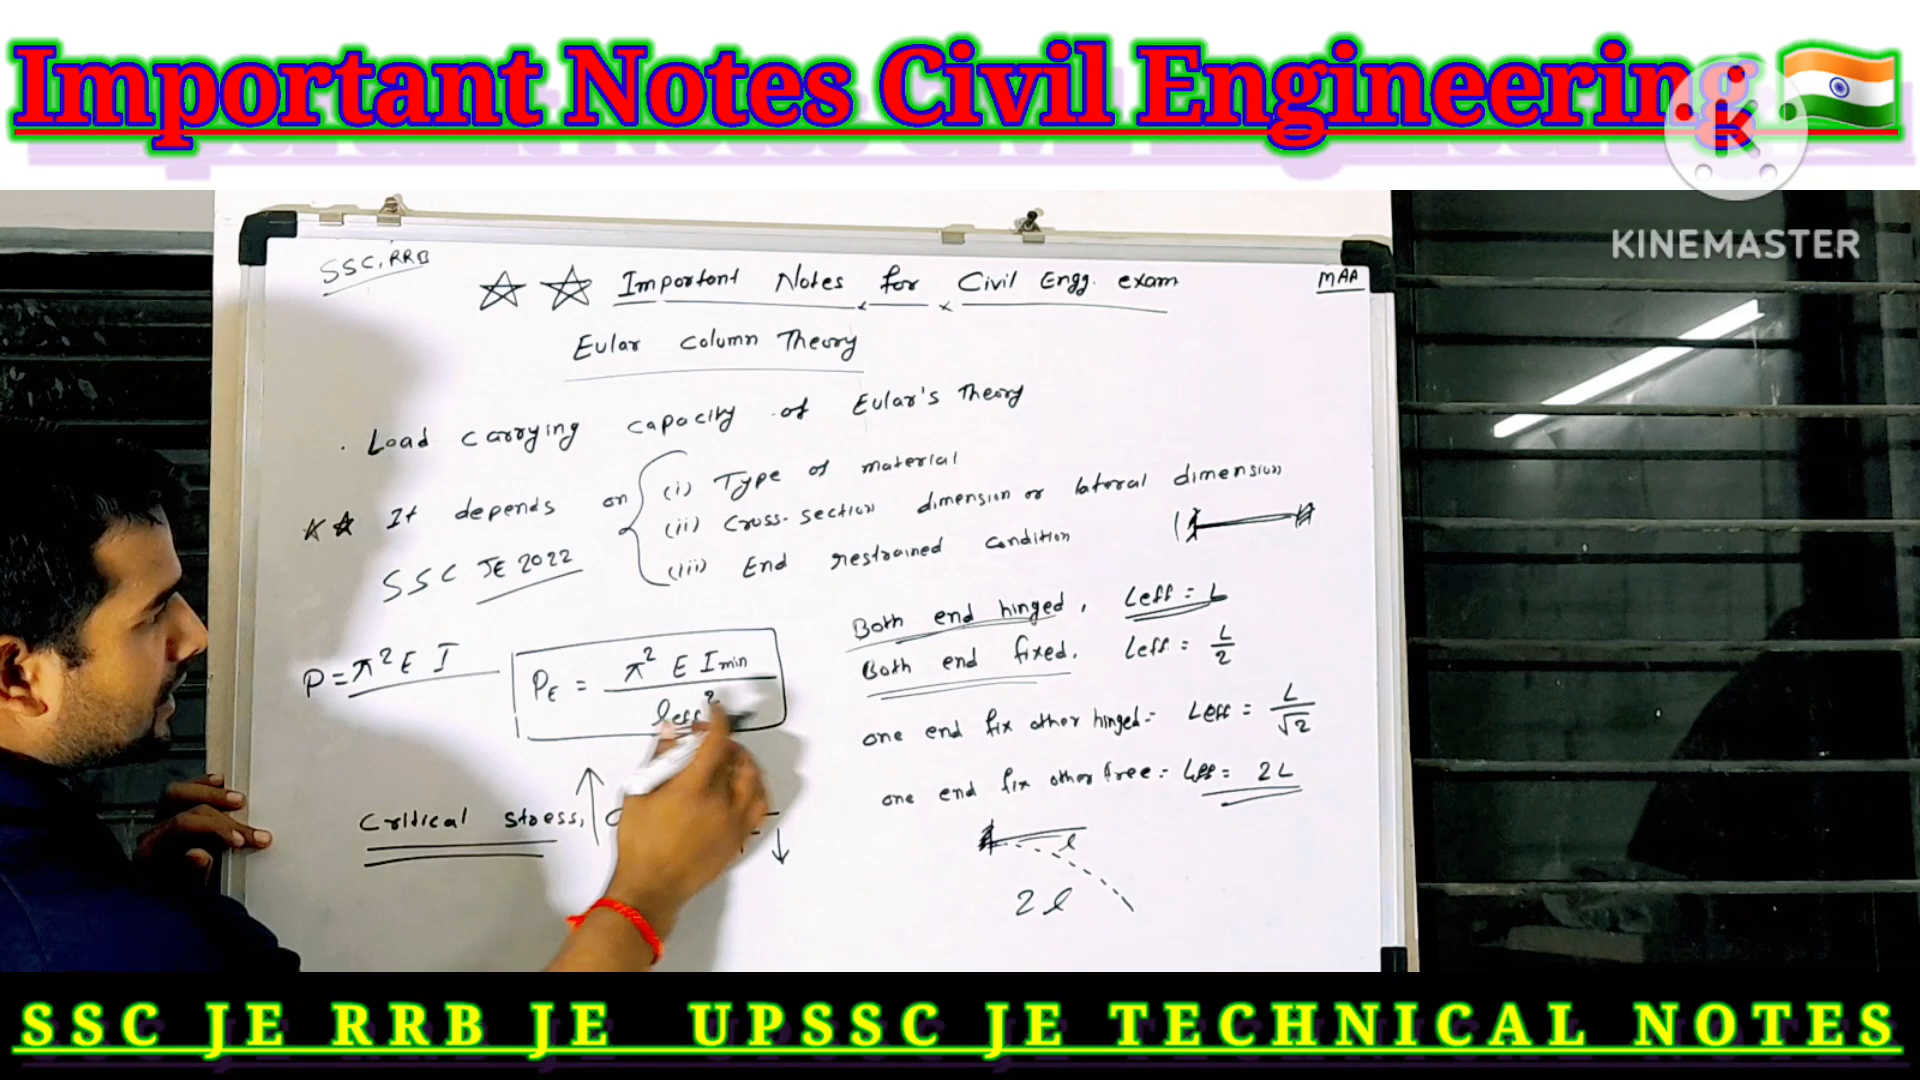 Important Notes Civil Engineering
K
KINEMASTER
SSC, RRB
Important Notes for Civil Engg. exam
MAA
Eular column Theory
Load carrying capacity of Eular's Theory
It depends on
(i) Type of material
(ii) Cross-section dimension or lateral dimension
(iii) End restrained condition
SSC JE 2022
Both end hinged, Leff = L
Both end fixed, Leff = L/2
one end fix other hinged = Leff = L/√2
one end fix other free = Leff = 2L
P = π² E I
PE = π² E Imin / leff²
Critical stress,
l
2l
SSC JE RRB JE UPSSC JE TECHNICAL NOTES